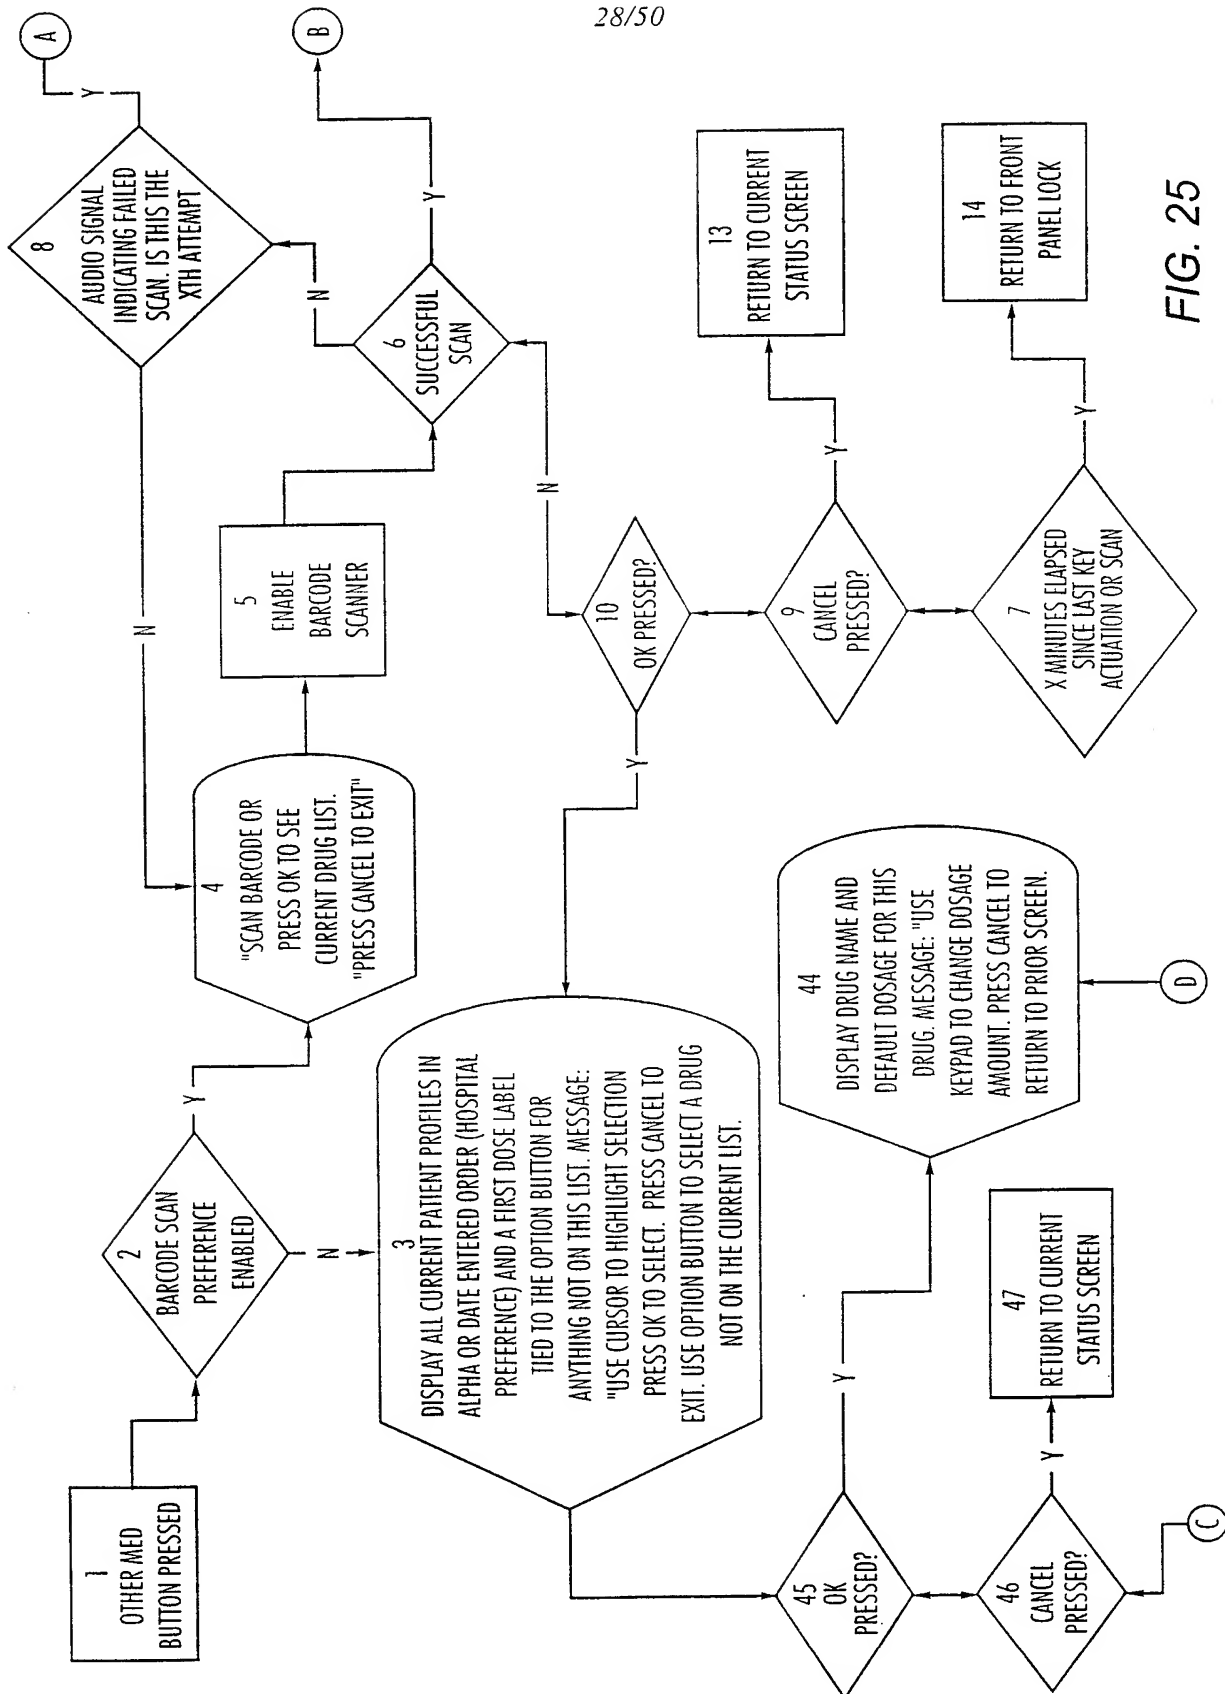 28/50
1
OTHER MED
BUTTON PRESSED
2
BARCODE SCAN
PREFERENCE
ENABLED
Y
N
4
"SCAN BARCODE OR
PRESS OK TO SEE
CURRENT DRUG LIST.
"PRESS CANCEL TO EXIT"
5
ENABLE
BARCODE
SCANNER
6
SUCCESSFUL
SCAN
Y
B
N
8
AUDIO SIGNAL
INDICATING FAILED
SCAN. IS THIS THE
XTH ATTEMPT
Y
A
N
N
10
OK PRESSED?
Y
9
CANCEL
PRESSED?
Y
13
RETURN TO CURRENT
STATUS SCREEN
7
X MINUTES ELAPSED
SINCE LAST KEY
ACTUATION OR SCAN
Y
14
RETURN TO FRONT
PANEL LOCK
3
DISPLAY ALL CURRENT PATIENT PROFILES IN
ALPHA OR DATE ENTERED ORDER (HOSPITAL
PREFERENCE) AND A FIRST DOSE LABEL
TIED TO THE OPTION BUTTON FOR
ANYTHING NOT ON THIS LIST. MESSAGE:
"USE CURSOR TO HIGHLIGHT SELECTION
PRESS OK TO SELECT. PRESS CANCEL TO
EXIT. USE OPTION BUTTON TO SELECT A DRUG
NOT ON THE CURRENT LIST.
45
OK
PRESSED?
Y
44
DISPLAY DRUG NAME AND
DEFAULT DOSAGE FOR THIS
DRUG. MESSAGE: "USE
KEYPAD TO CHANGE DOSAGE
AMOUNT. PRESS CANCEL TO
RETURN TO PRIOR SCREEN.
D
46
CANCEL
PRESSED?
Y
47
RETURN TO CURRENT
STATUS SCREEN
C
FIG. 25